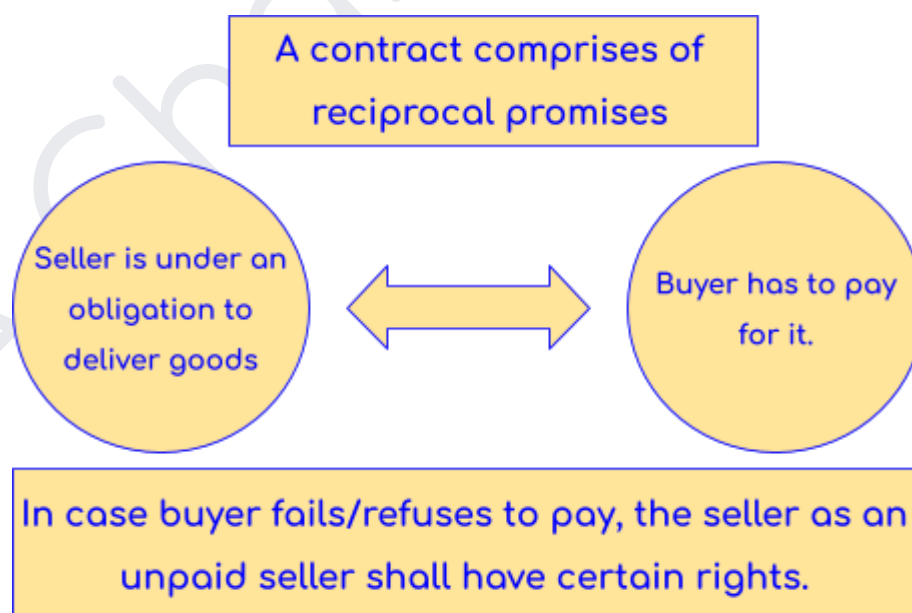 A contract comprises of
reciprocal promises
Seller is under an
obligation to
deliver goods
Buyer has to pay
for it.
In case buyer fails/refuses to pay, the seller as an
unpaid seller shall have certain rights.